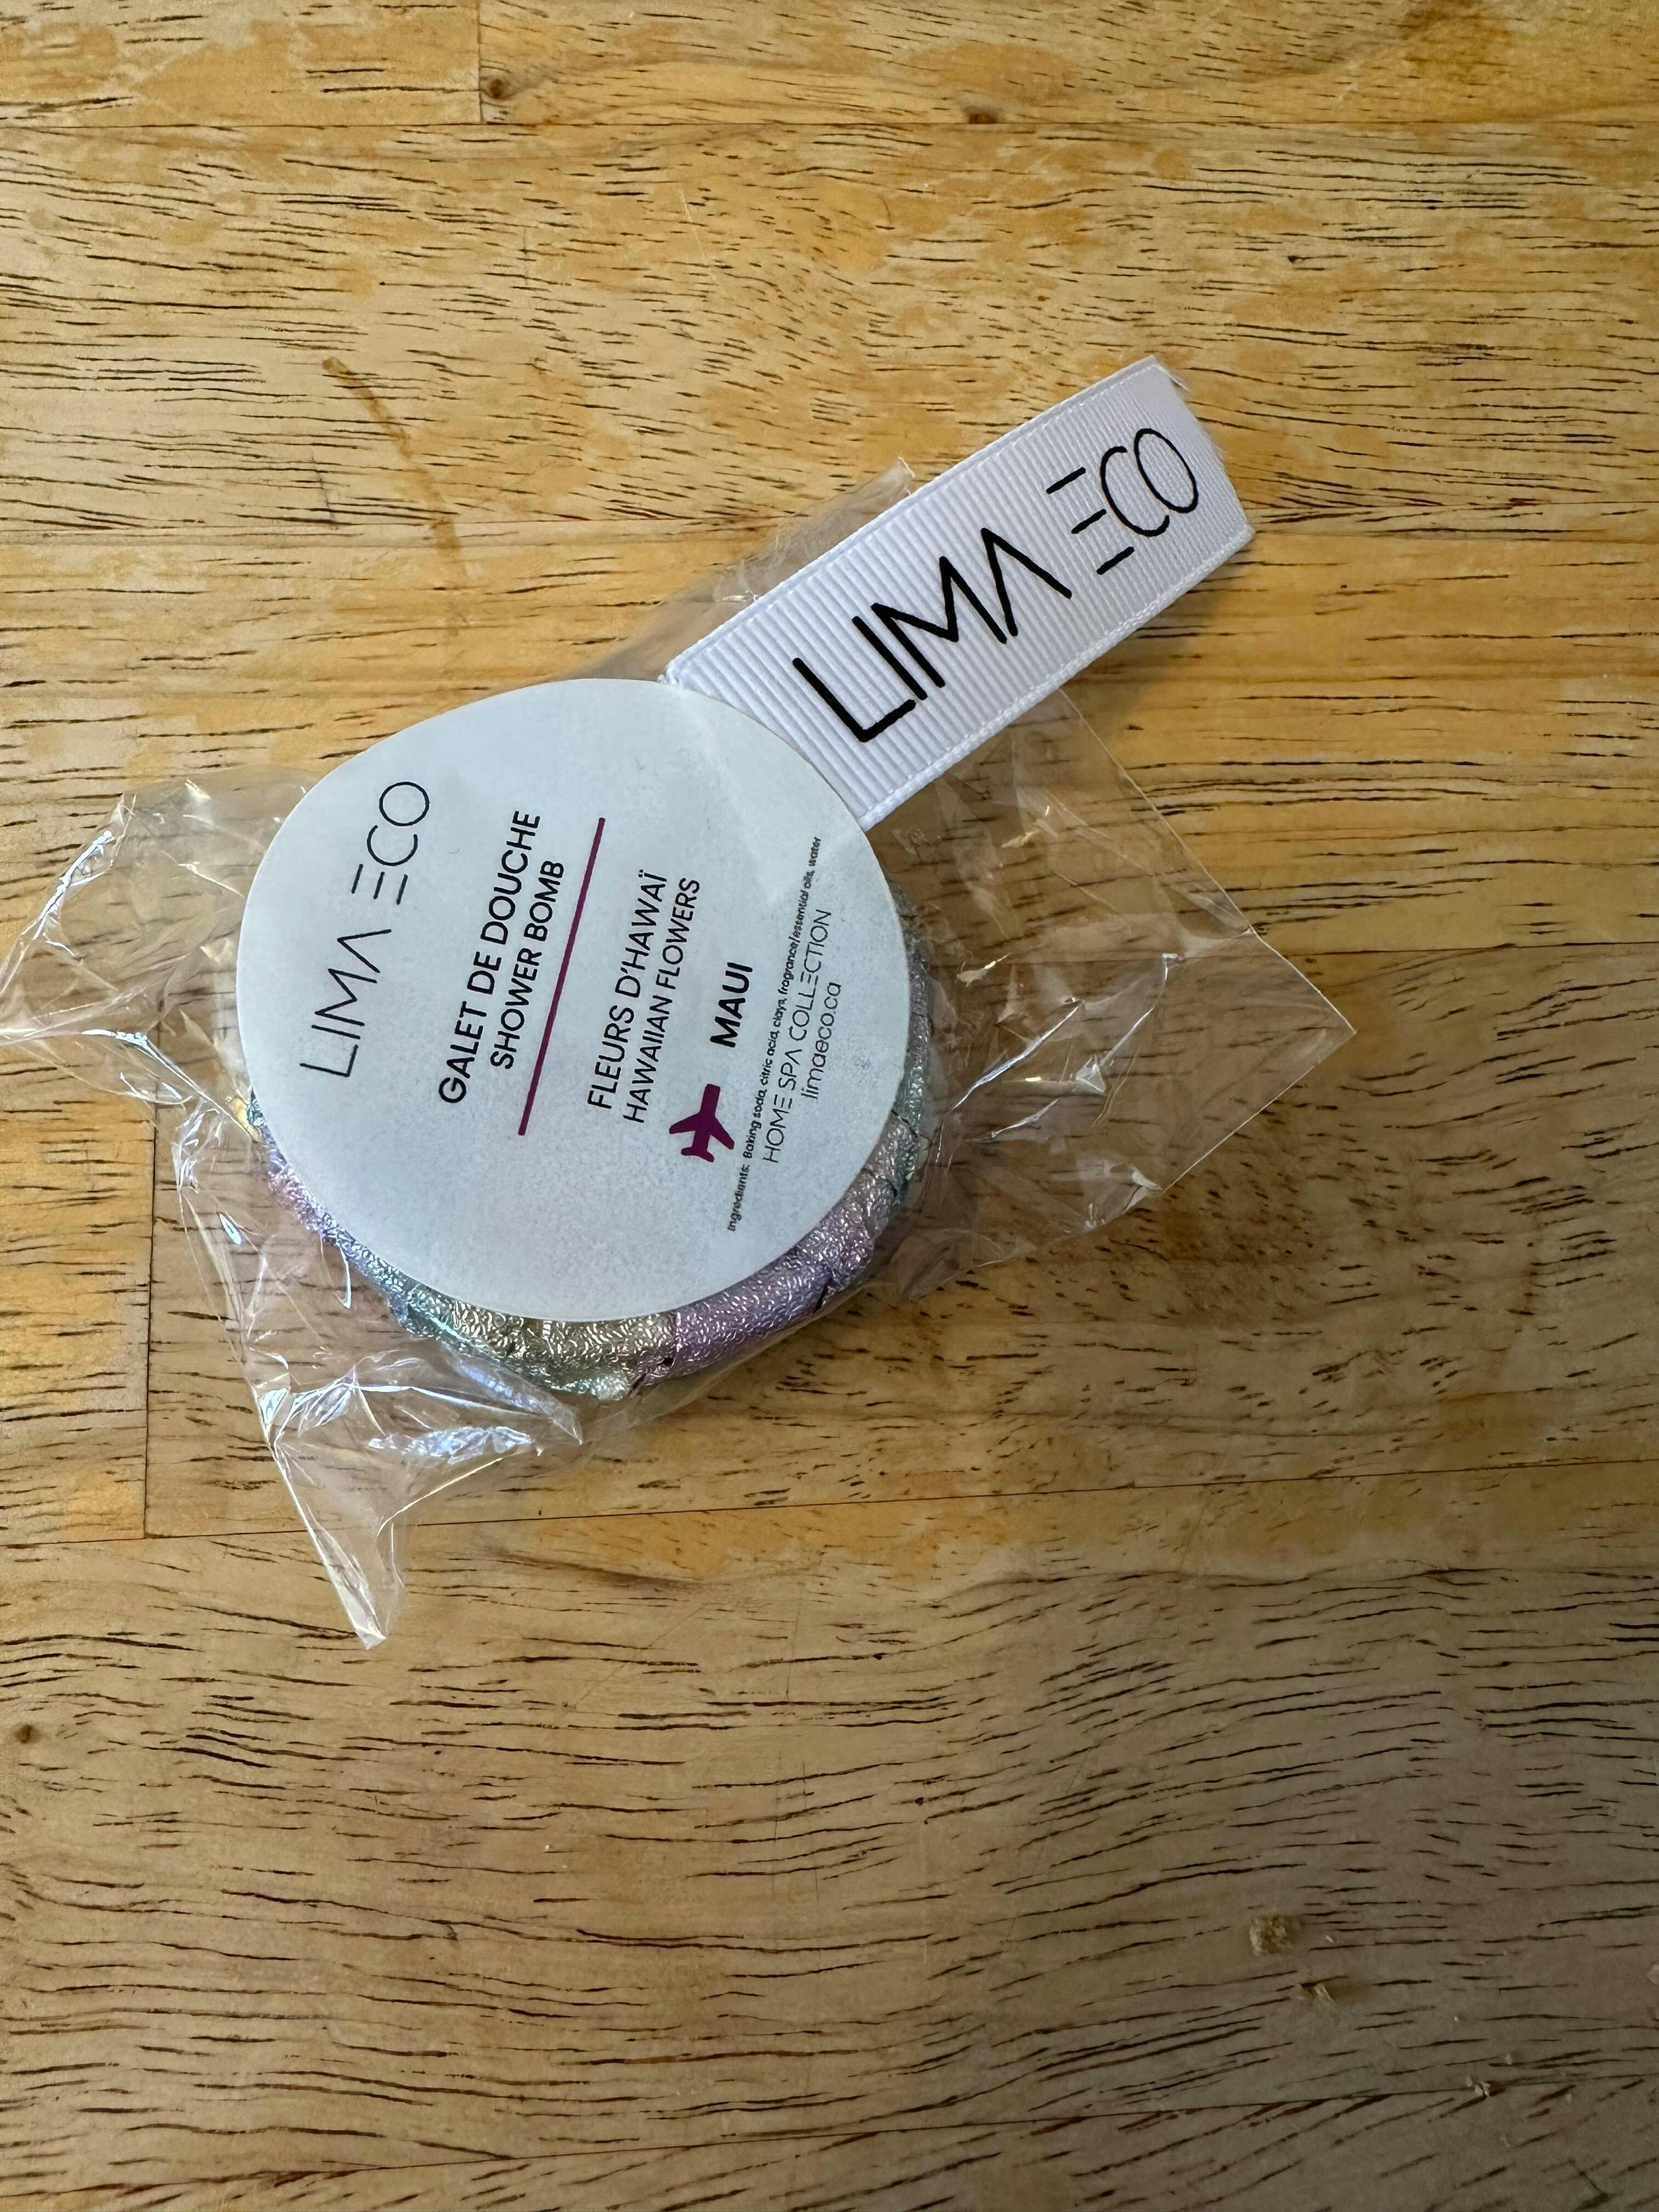 LIMA ECO
LIMA ECO
GALET DE DOUCHE
SHOWER BOMB
FLEURS D'HAWAÏ
HAWAIIAN FLOWERS
MAUI
Ingredients: Baking soda, citric acid, clays, fragrance/essential oils, water
HOME SPA COLLECTION
limaeco.ca